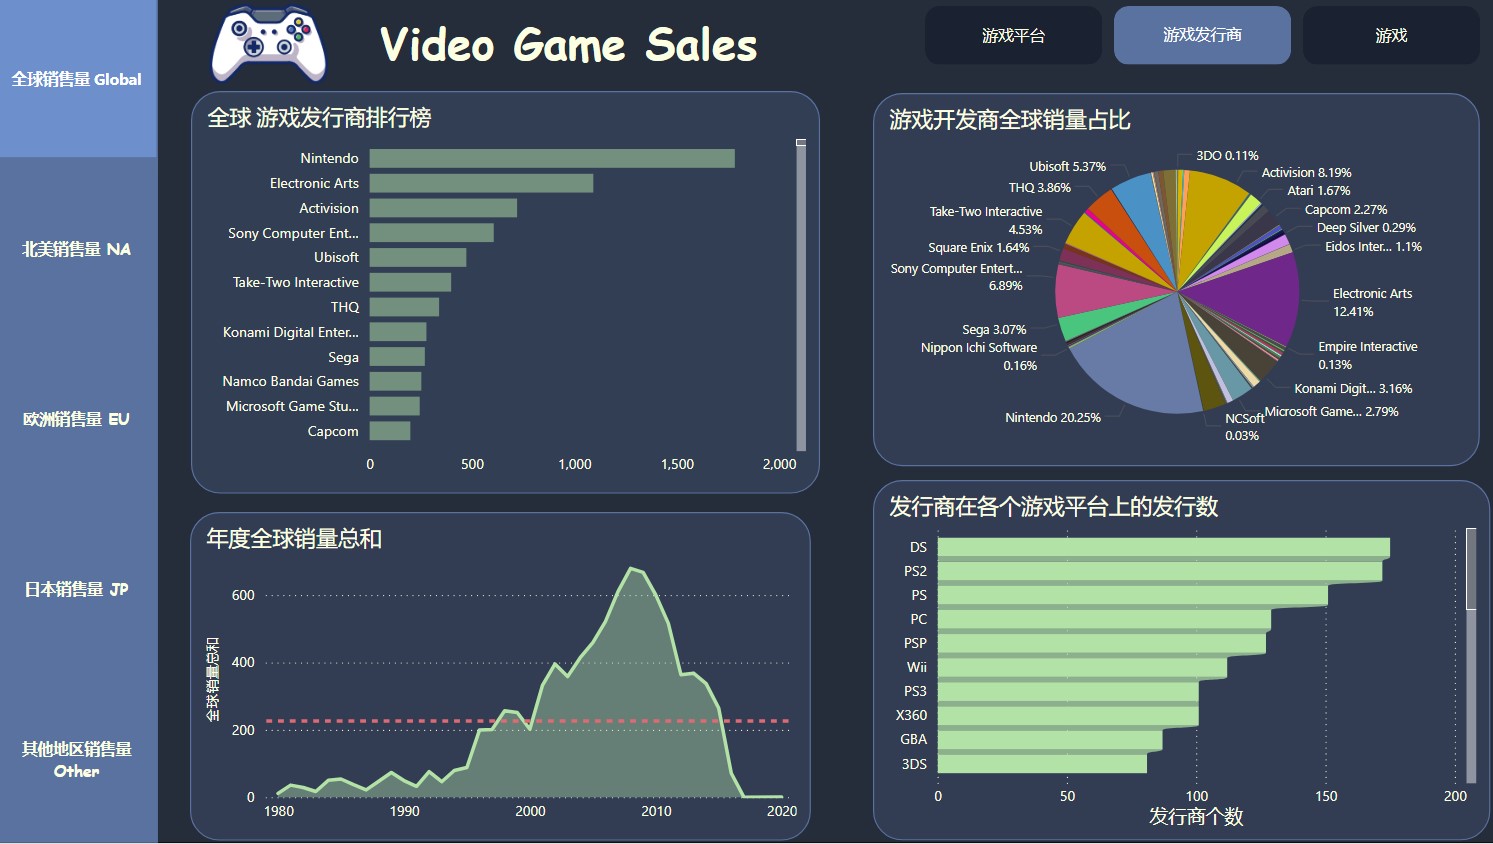 Video Game Sales
游戏平台
游戏发行商
游戏
全球销售量 Global
北美销售量 NA
欧洲销售量 EU
日本销售量 JP
其他地区销售量
Other
全球 游戏发行商排行榜
Nintendo
Electronic Arts
Activision
Sony Computer Ent...
Ubisoft
Take-Two Interactive
THQ
Konami Digital Enter...
Sega
Namco Bandai Games
Microsoft Game Stu...
Capcom
0 500 1,000 1,500 2,000
游戏开发商全球销量占比
3DO 0.11%
Activision 8.19%
Atari 1.67%
Capcom 2.27%
Deep Silver 0.29%
Eidos Inter... 1.1%
Electronic Arts
12.41%
Empire Interactive
0.13%
Konami Digit... 3.16%
Microsoft Game... 2.79%
NCSoft
0.03%
Nintendo 20.25%
Nippon Ichi Software
0.16%
Sega 3.07%
Sony Computer Entert...
6.89%
Square Enix 1.64%
Take-Two Interactive
4.53%
THQ 3.86%
Ubisoft 5.37%
年度全球销量总和
全球销售量总和
600
400
200
0
1980 1990 2000 2010 2020
发行商在各个游戏平台上的发行数
DS
PS2
PS
PC
PSP
Wii
PS3
X360
GBA
3DS
0 50 100 150 200
发行商个数